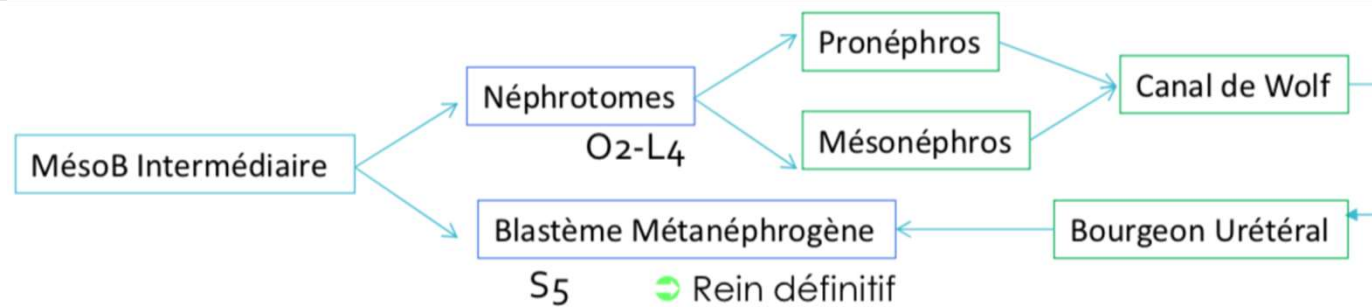 Pronéphros
Néphrotomes
Canal de Wolf
O2-L4
Mésonéphros
MésoB Intermédiaire
Blastème Métanéphrogène
Bourgeon Urétéral
S5
Rein définitif